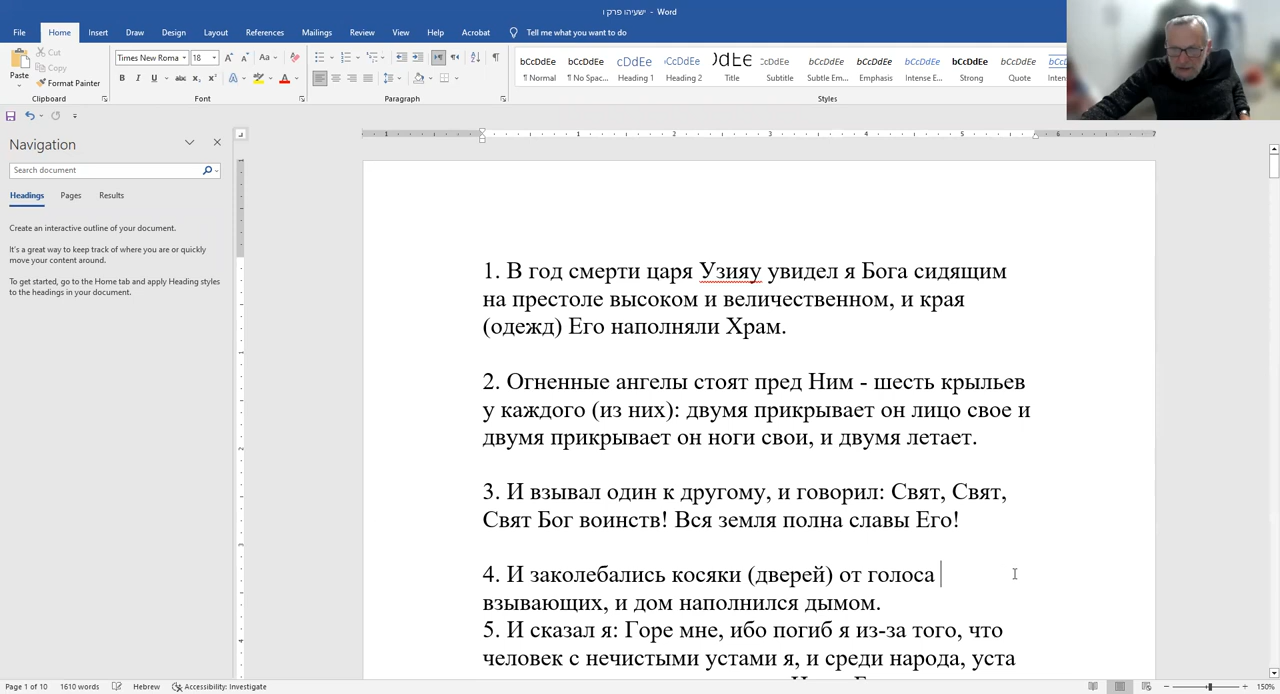 ישעיהו פרק ו - Word
File Home Insert Draw Design Layout References Mailings Review View Help Acrobat Tell me what you want to do
Paste
Cut
Copy
Format Painter
Clipboard
Times New Roma 18
Font
Paragraph
AaBbCcDdEe
¶ Normal ¶ No Spac... Heading 1 Heading 2 Title Subtitle Subtle Em... Emphasis Intense E... Strong Quote
Styles
Navigation
Search document
Headings Pages Results
Create an interactive outline of your document.
It's a great way to keep track of where you are or quickly
move your content around.
To get started, go to the Home tab and apply Heading styles
to the headings in your document.
1. В год смерти царя Узияу увидел я Бога сидящим
на престоле высоком и величественном, и края
(одежд) Его наполняли Храм.
2. Огненные ангелы стоят пред Ним - шесть крыльев
у каждого (из них): двумя прикрывает он лицо свое и
двумя прикрывает он ноги свои, и двумя летает.
3. И взывал один к другому, и говорил: Свят, Свят,
Свят Бог воинств! Вся земля полна славы Его!
4. И заколебались косяки (дверей) от голоса
взывающих, и дом наполнился дымом.
5. И сказал я: Горе мне, ибо погиб я из-за того, что
человек с нечистыми устами я, и среди народа, уста
Page 1 of 10 1610 words Hebrew Accessibility: Investigate 150%